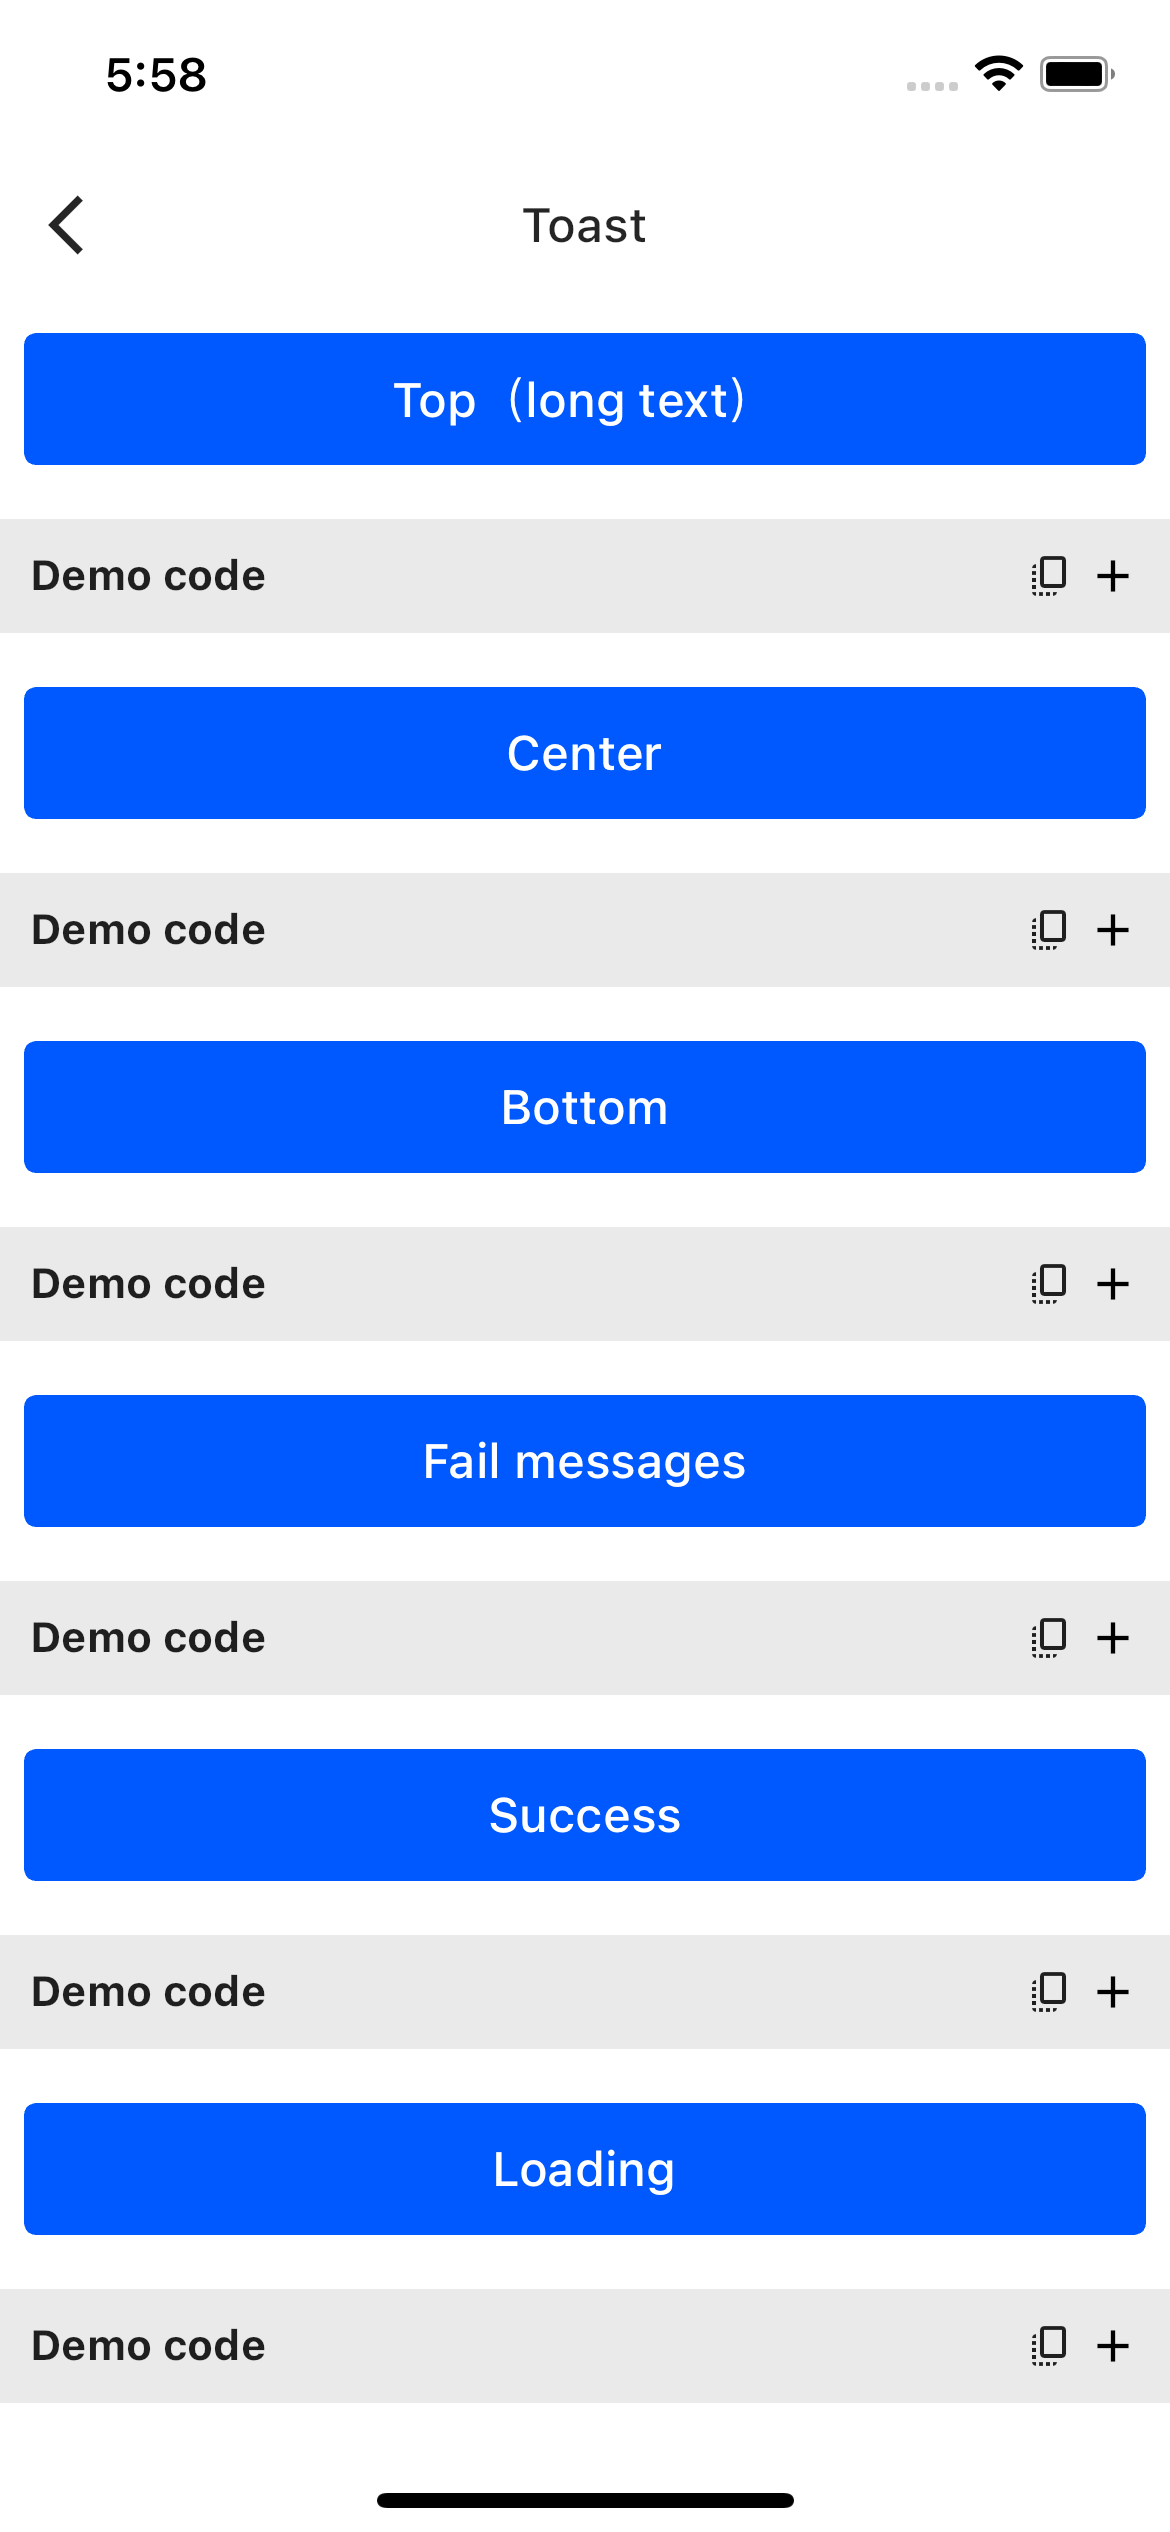 5:58
Toast
Top（long text）
Demo code
Center
Demo code
Bottom
Demo code
Fail messages
Demo code
Success
Demo code
Loading
Demo code